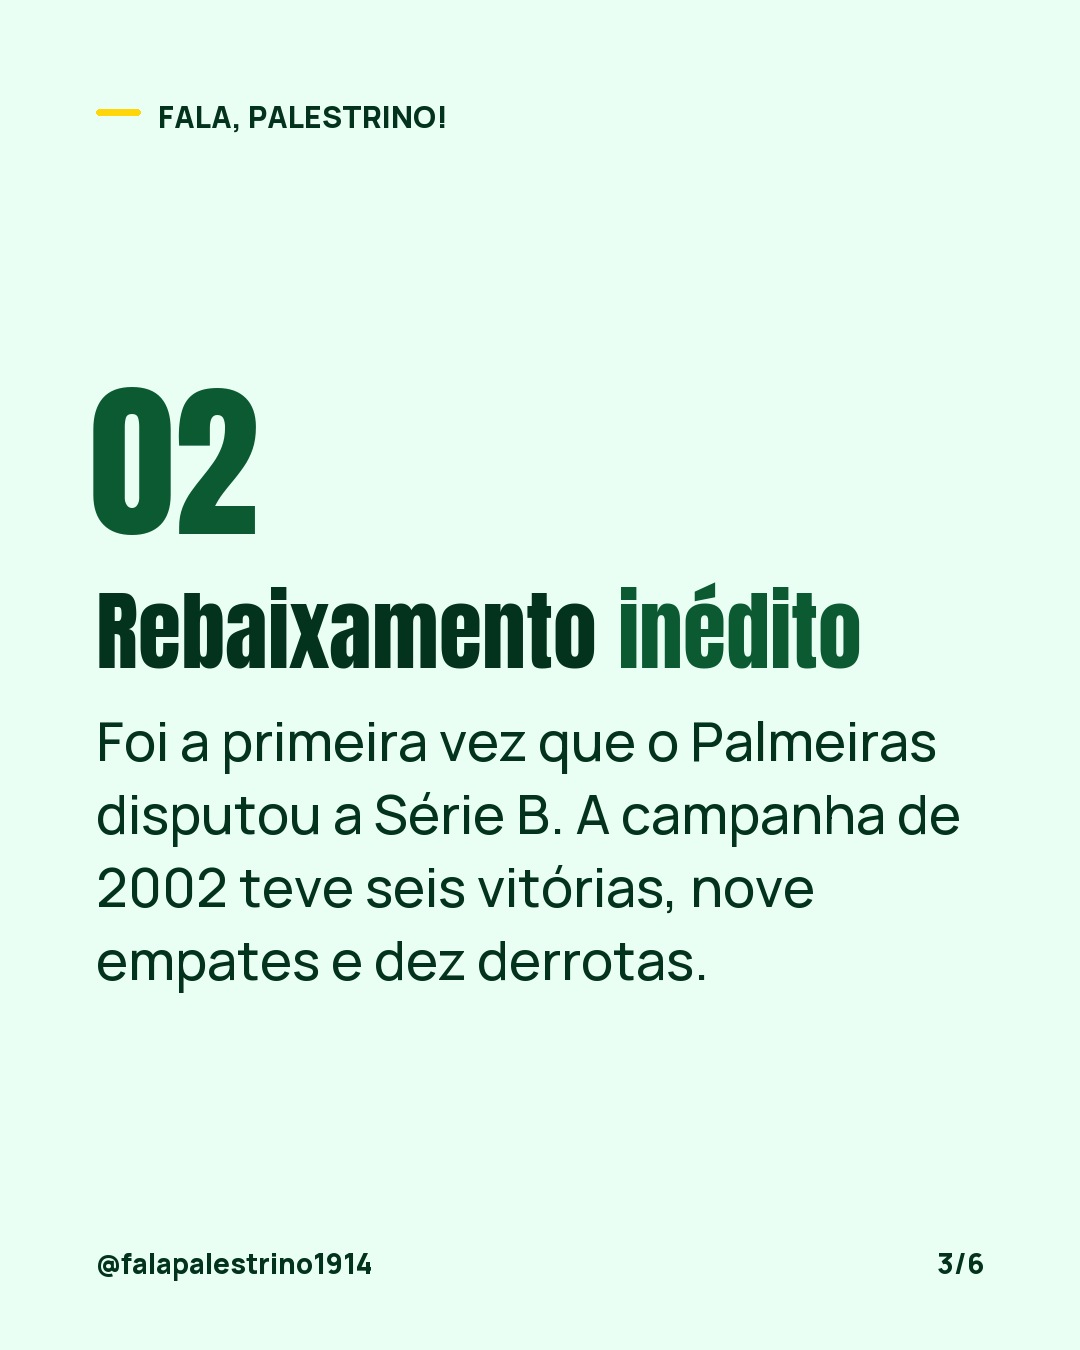 FALA, PALESTRINO!
02
Rebaixamento inédito
Foi a primeira vez que o Palmeiras
disputou a Série B. A campanha de
2002 teve seis vitórias, nove
empates e dez derrotas.
@falapalestrino1914
3/6